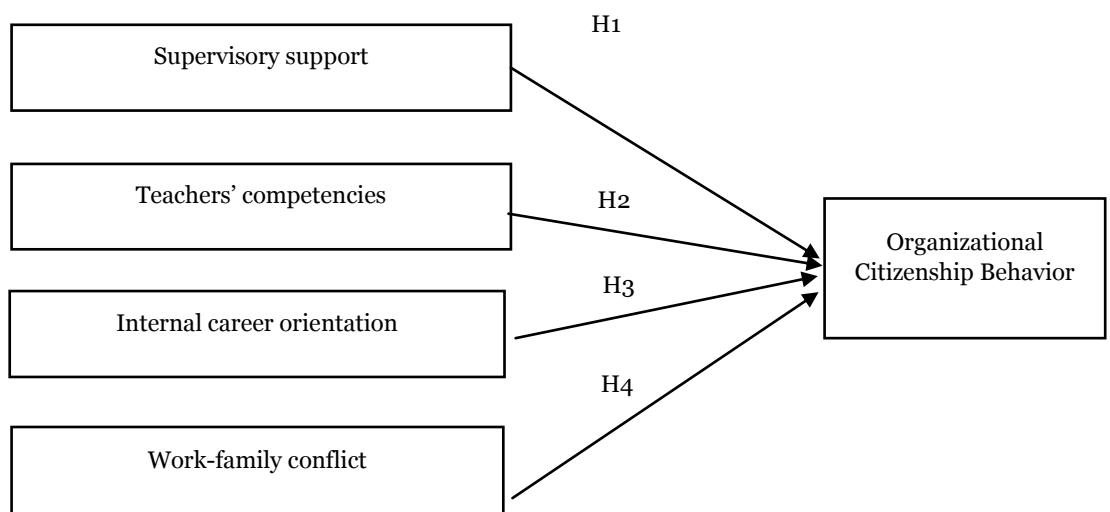 H1
Supervisory support
Teachers’ competencies
H2
Organizational
Citizenship Behavior
H3
Internal career orientation
H4
Work-family conflict